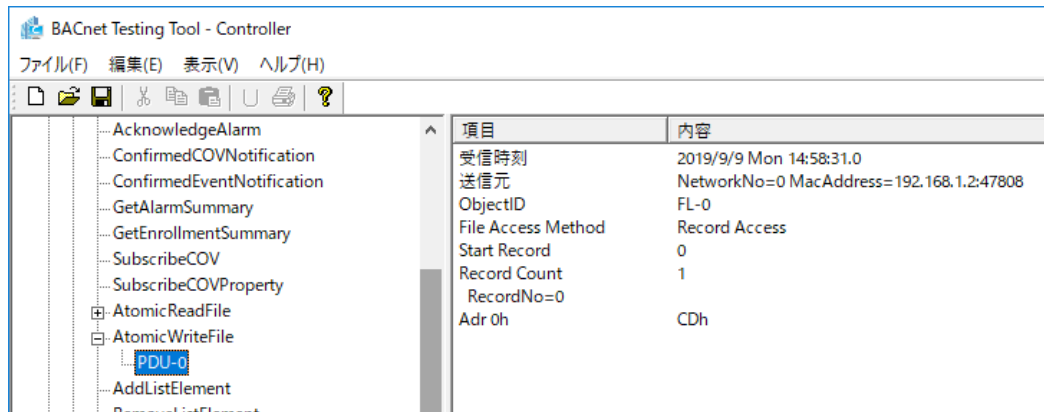 BACnet Testing Tool - Controller
ファイル(F) 編集(E) 表示(V) ヘルプ(H)
AcknowledgeAlarm
ConfirmedCOVNotification
ConfirmedEventNotification
GetAlarmSummary
GetEnrollmentSummary
SubscribeCOV
SubscribeCOVProperty
AtomicReadFile
AtomicWriteFile
PDU-0
AddListElement
RemoveListElement
項目 内容
受信時刻 2019/9/9 Mon 14:58:31.0
送信元 NetworkNo=0 MacAddress=192.168.1.2:47808
ObjectID FL-0
File Access Method Record Access
Start Record 0
Record Count 1
RecordNo=0
Adr 0h CDh